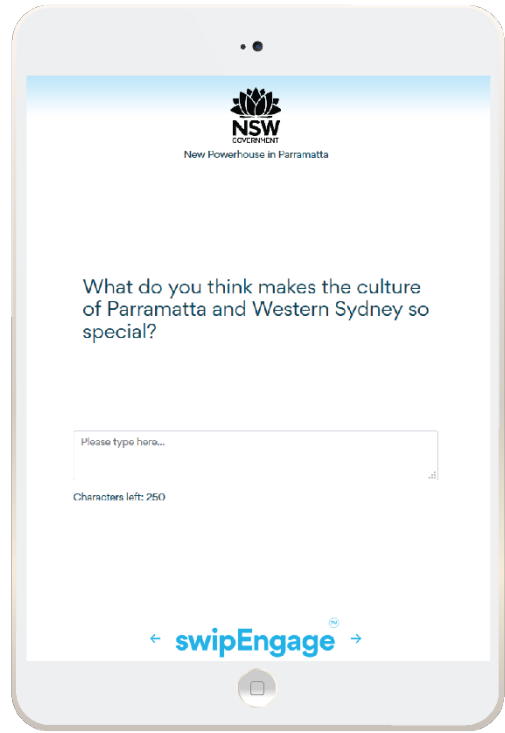 NSW
GOVERNMENT
New Powerhouse in Parramatta
What do you think makes the culture
of Parramatta and Western Sydney so
special?
Please type here...
Characters left: 250
← swipEngage™ →